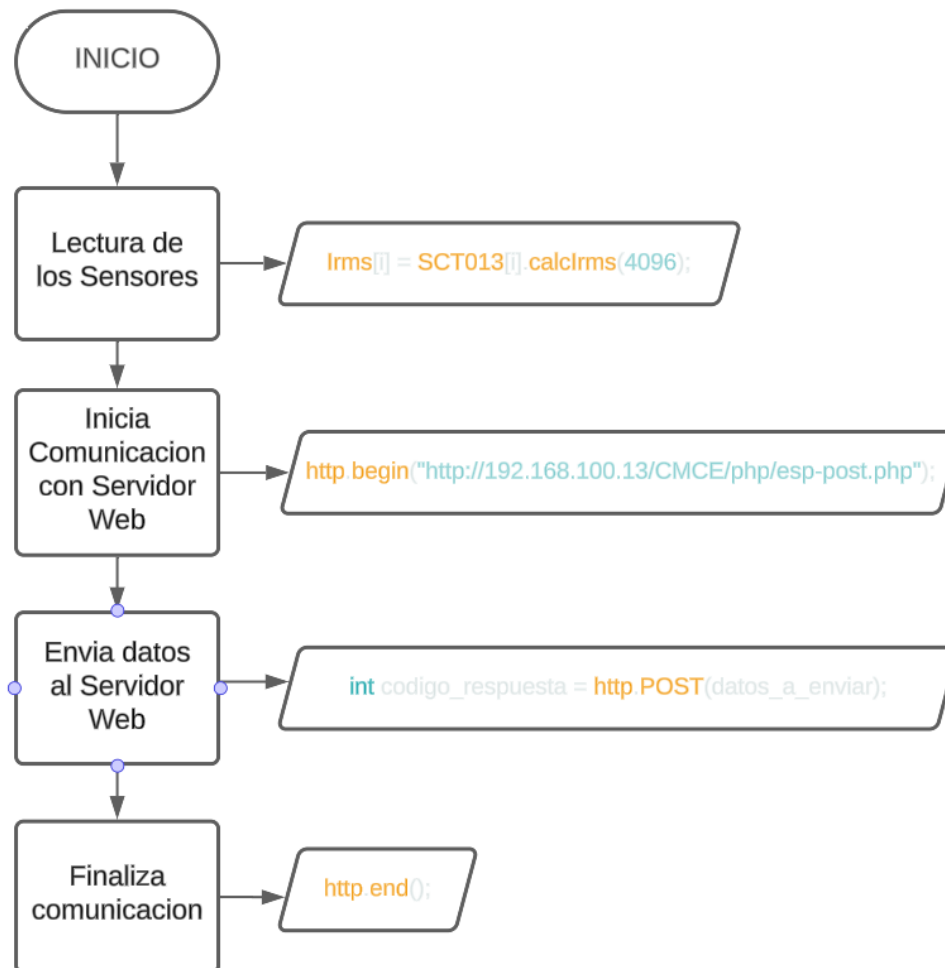 INICIO
Lectura de
los Sensores
Irms[i] = SCT013[i].calcIrms(4096);
Inicia
Comunicacion
con Servidor
Web
http.begin("http://192.168.100.13/CMCE/php/esp-post.php");
Envia datos
al Servidor
Web
int codigo_respuesta = http.POST(datos_a_enviar);
Finaliza
comunicacion
http.end();